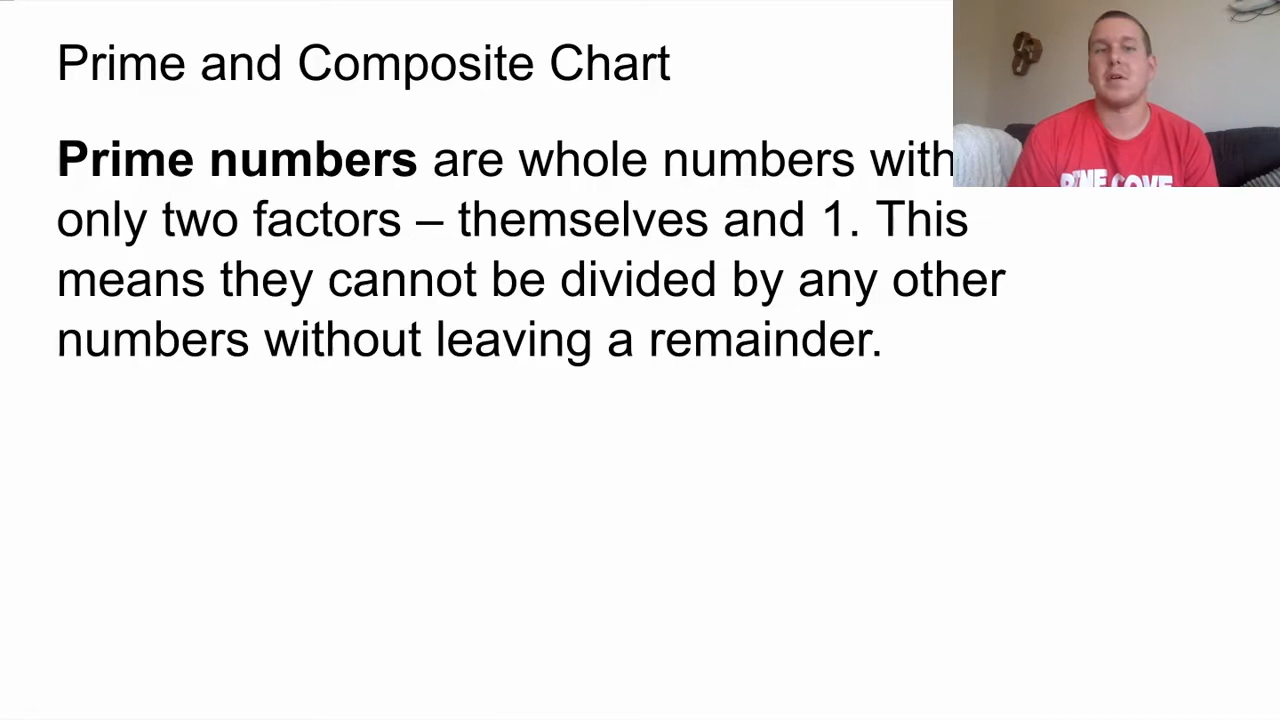 Prime and Composite Chart
Prime numbers are whole numbers with
only two factors – themselves and 1. This
means they cannot be divided by any other
numbers without leaving a remainder.
COVE